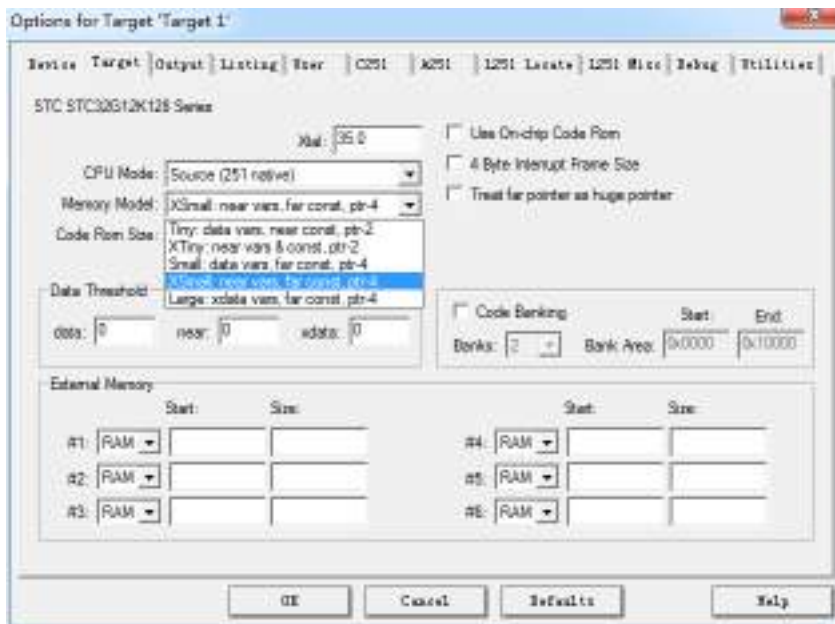 Options for Target 'Target 1'
Device Target Output Listing User C251 A251 L251 Locate L251 Misc Debug Utilities
STC STC32G12K128 Series
Xtal: 35.0
Use On-chip Code Rom
CPU Mode: Source (251 native)
4 Byte Interrupt Frame Size
Memory Model: XSmall: near vars, far const, ptr-4
Treat far pointer as huge pointer
Code Rom Size:
Tiny: data vars, near const, ptr-2
XTiny: near vars & const, ptr-2
Small: data vars, far const, ptr-4
XSmall: near vars, far const, ptr-4
Large: xdata vars, far const, ptr-4
Data Threshold
data: 0 near: 0 xdata: 0
Code Banking Start: End:
Banks: 2 Bank Area: 0x0000 0x10000
External Memory
Start: Size: Start: Size:
#1: RAM #4: RAM
#2: RAM #5: RAM
#3: RAM #6: RAM
OK Cancel Defaults Help